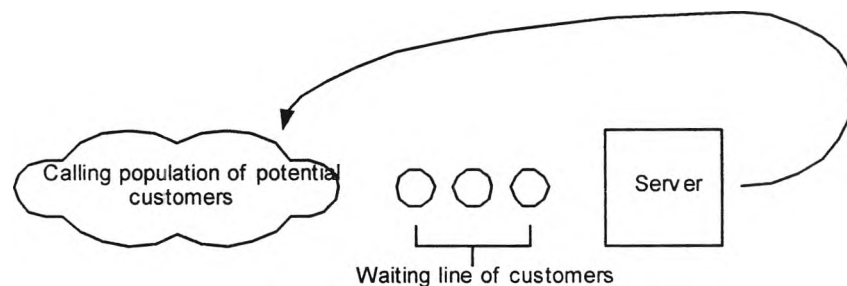 Calling population of potential
customers
Server
Waiting line of customers